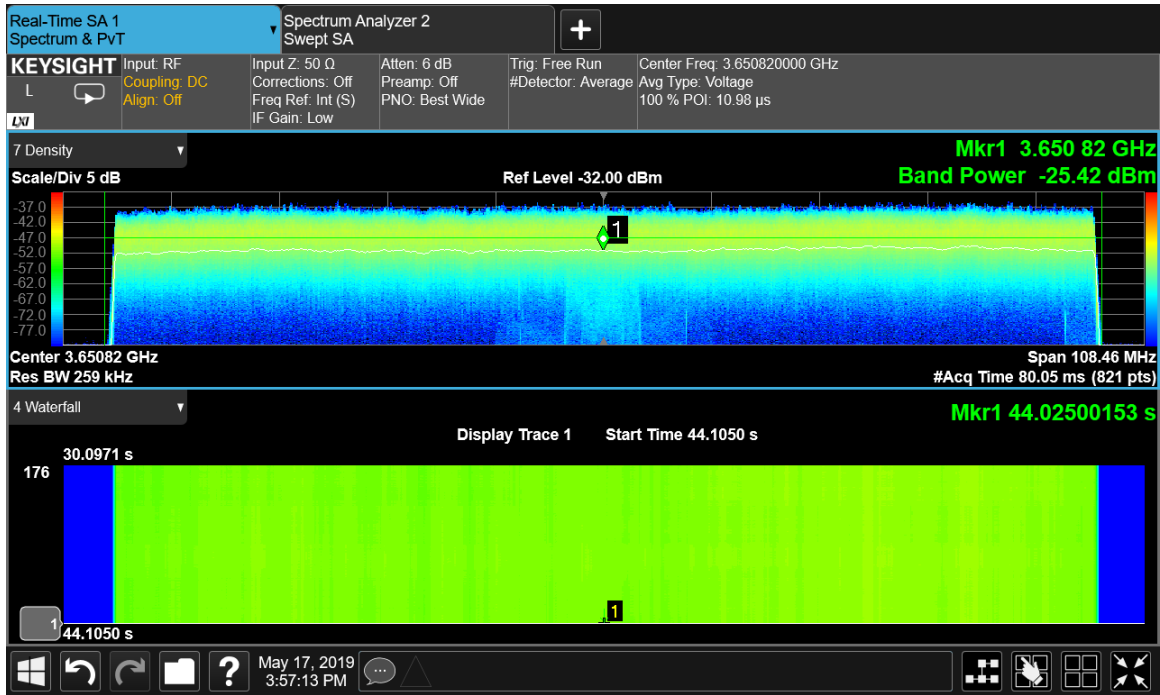 Real-Time SA 1
Spectrum & PvT
Spectrum Analyzer 2
Swept SA
KEYSIGHT
L
LXI
Input: RF
Coupling: DC
Align: Off
Input Z: 50 Ω
Corrections: Off
Freq Ref: Int (S)
IF Gain: Low
Atten: 6 dB
Preamp: Off
PNO: Best Wide
Trig: Free Run
#Detector: Average
Center Freq: 3.650820000 GHz
Avg Type: Voltage
100 % POI: 10.98 µs
7 Density
Mkr1 3.650 82 GHz
Scale/Div 5 dB
Ref Level -32.00 dBm
Band Power -25.42 dBm
-37.0
-42.0
-47.0
-52.0
-57.0
-62.0
-67.0
-72.0
-77.0
1
Center 3.65082 GHz
Span 108.46 MHz
Res BW 259 kHz
#Acq Time 80.05 ms (821 pts)
4 Waterfall
Mkr1 44.02500153 s
Display Trace 1 Start Time 44.1050 s
30.0971 s
176
1
1
44.1050 s
?
May 17, 2019
3:57:13 PM